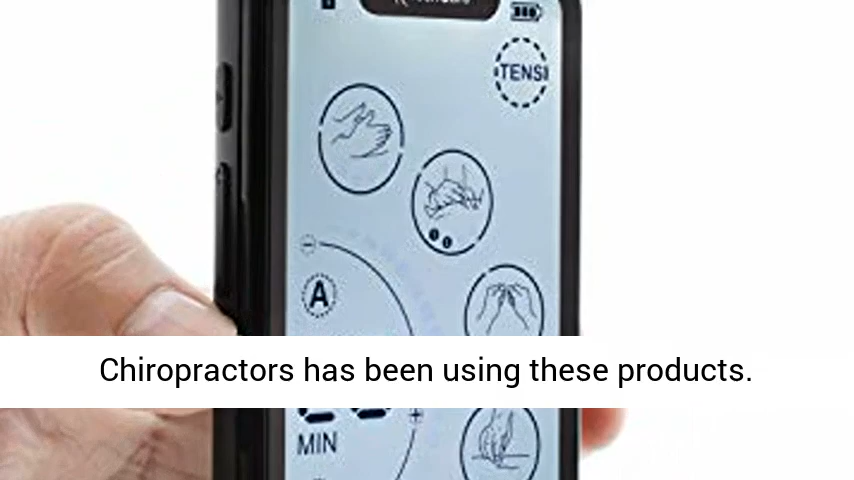 TENS
A
Chiropractors has been using these products.
MIN